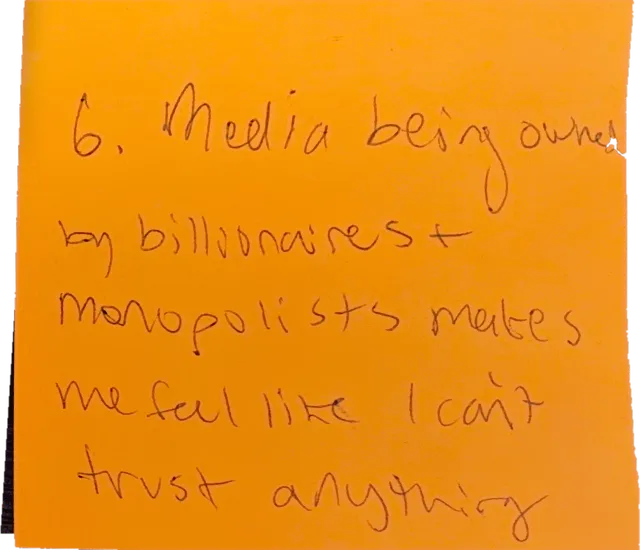 6. Media being owned
by billionaires +
monopolists makes
me feel like I can't
trust anything